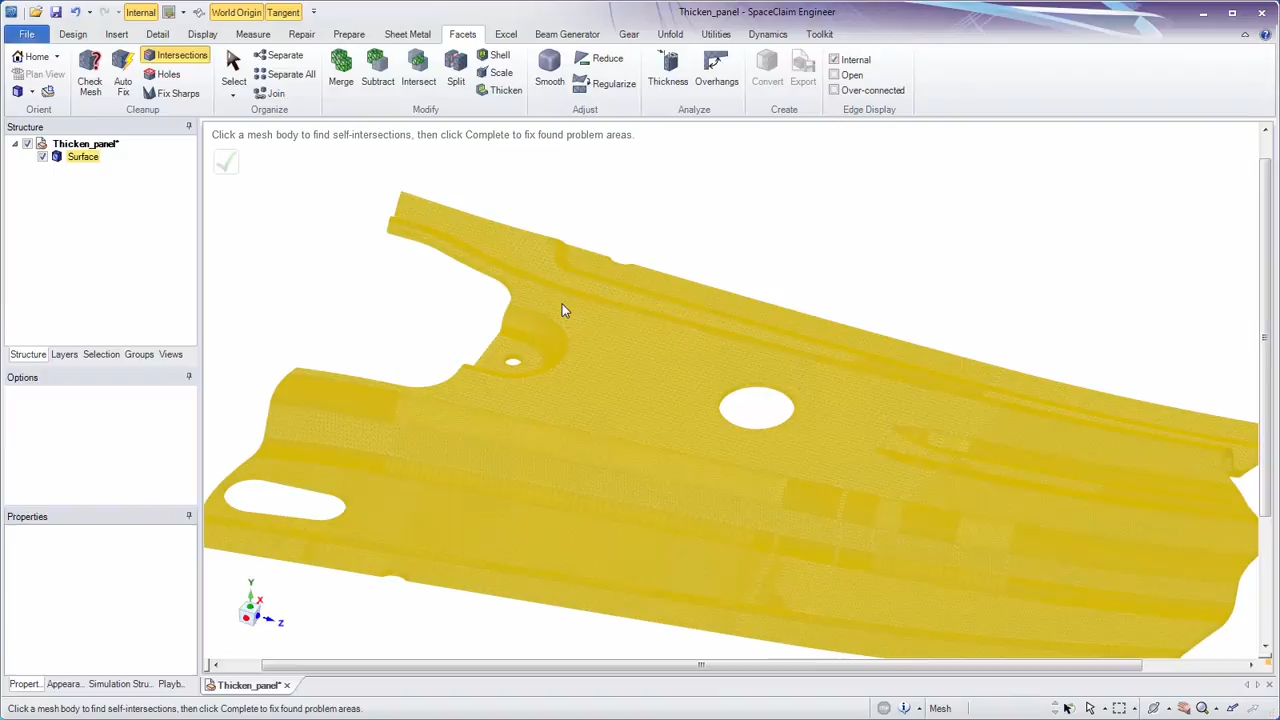 Internal World Origin Tangent Thicken_panel - SpaceClaim Engineer
File Design Insert Detail Display Measure Repair Prepare Sheet Metal Facets Excel Beam Generator Gear Unfold Utilities Dynamics Toolkit
Home
Plan View
Orient
Check Mesh
Auto Fix
Intersections
Holes
Fix Sharps
Cleanup
Select
Separate
Separate All
Join
Organize
Merge
Subtract
Intersect
Split
Shell
Scale
Thicken
Modify
Smooth
Reduce
Regularize
Adjust
Thickness
Overhangs
Analyze
Convert
Export
Create
Internal
Open
Over-connected
Edge Display
Structure
Thicken_panel*
Surface
Structure Layers Selection Groups Views
Options
Properties
Propert... Appeara... Simulation Stru... Playb...
Click a mesh body to find self-intersections, then click Complete to fix found problem areas.
Y
X
Z
Thicken_panel*
Click a mesh body to find self-intersections, then click Complete to fix found problem areas.
Mesh